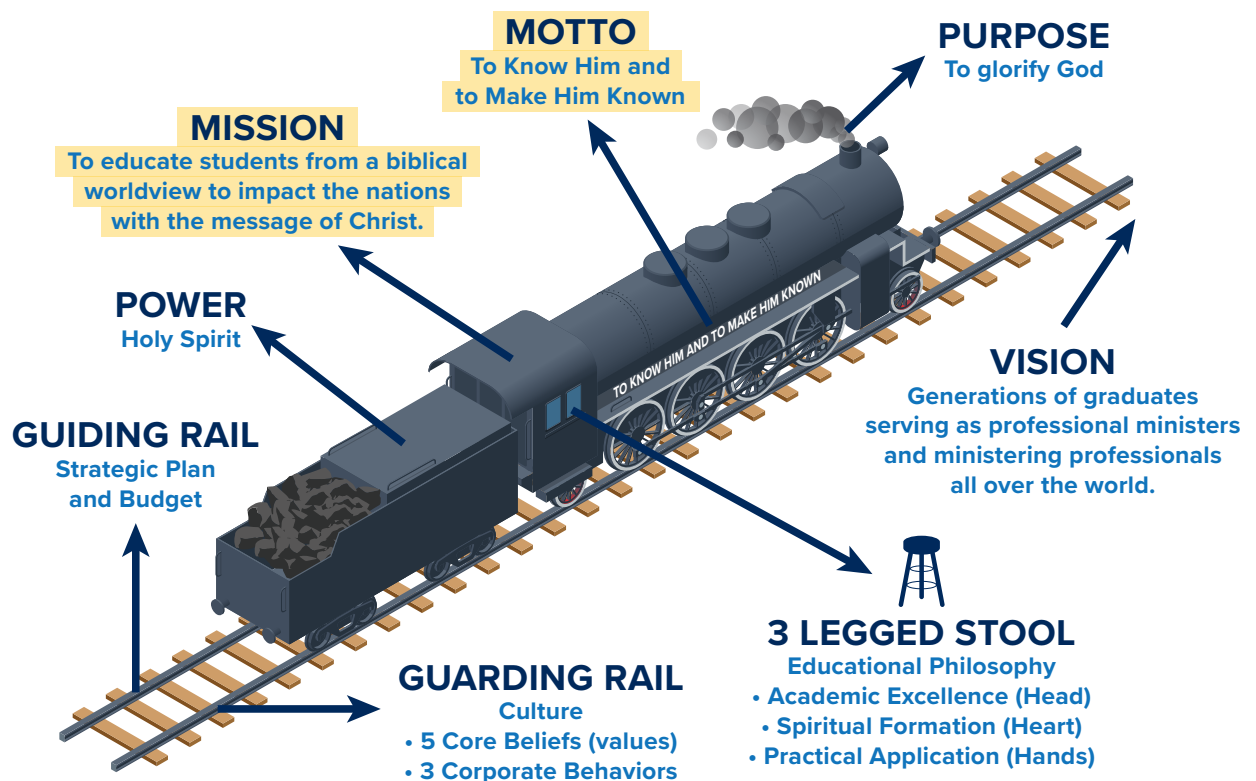 MOTTO
To Know Him and
to Make Him Known
PURPOSE
To glorify God
MISSION
To educate students from a biblical
worldview to impact the nations
with the message of Christ.
POWER
Holy Spirit
TO KNOW HIM AND TO MAKE HIM KNOWN
VISION
Generations of graduates
serving as professional ministers
and ministering professionals
all over the world.
GUIDING RAIL
Strategic Plan
and Budget
3 LEGGED STOOL
Educational Philosophy
• Academic Excellence (Head)
• Spiritual Formation (Heart)
• Practical Application (Hands)
GUARDING RAIL
Culture
• 5 Core Beliefs (values)
• 3 Corporate Behaviors